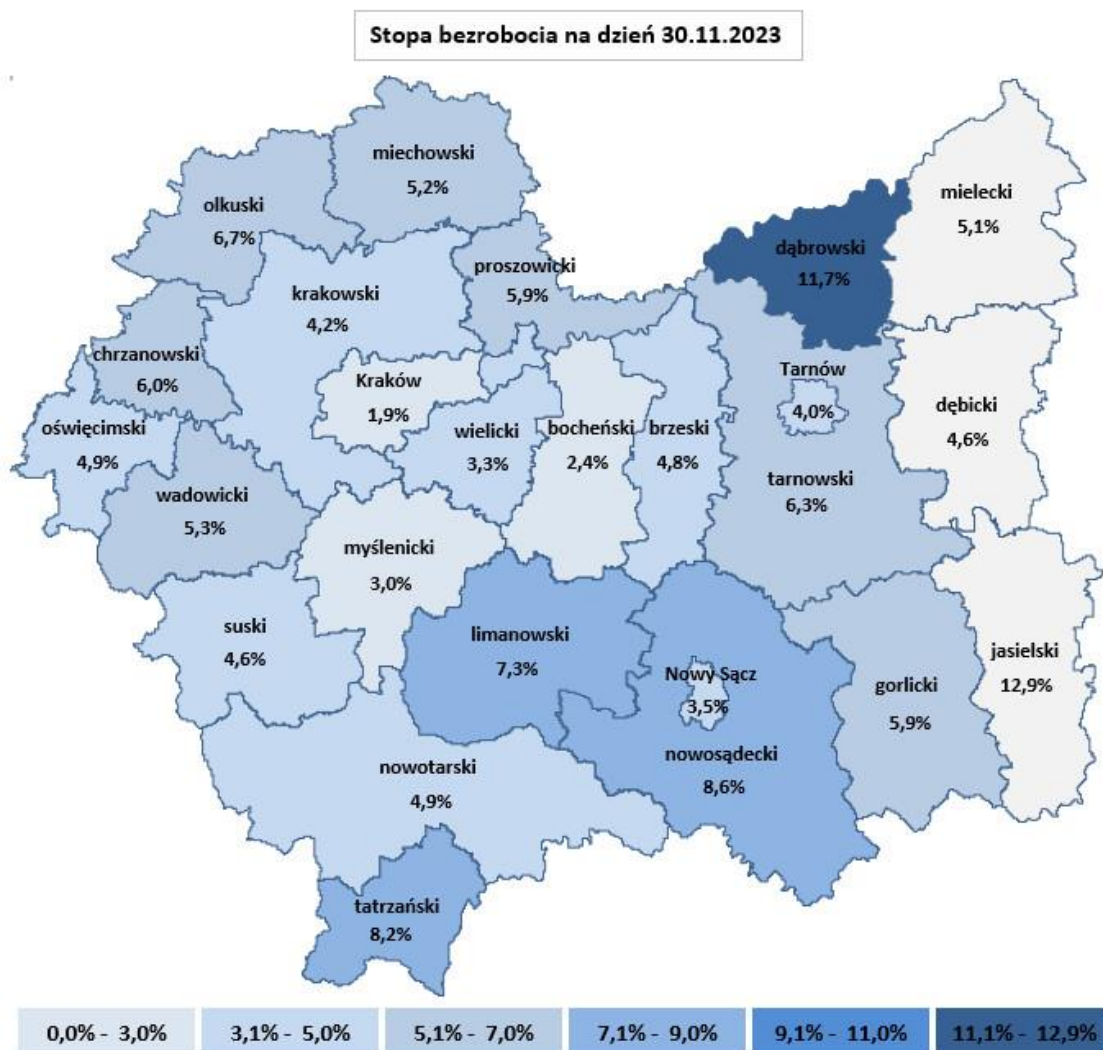 Stopa bezrobocia na dzień 30.11.2023
miechowski
5,2%
olkuski
6,7%
mielecki
5,1%
dąbrowski
11,7%
proszowicki
5,9%
krakowski
4,2%
chrzanowski
6,0%
Kraków
1,9%
Tarnów
4,0%
dębicki
4,6%
oświęcimski
4,9%
wielicki
3,3%
bocheński
2,4%
brzeski
4,8%
tarnowski
6,3%
wadowicki
5,3%
myślenicki
3,0%
suski
4,6%
limanowski
7,3%
Nowy Sącz
3,5%
gorlicki
5,9%
jasielski
12,9%
nowosądecki
8,6%
nowotarski
4,9%
tatrzański
8,2%
0,0% - 3,0%
3,1% - 5,0%
5,1% - 7,0%
7,1% - 9,0%
9,1% - 11,0%
11,1% - 12,9%